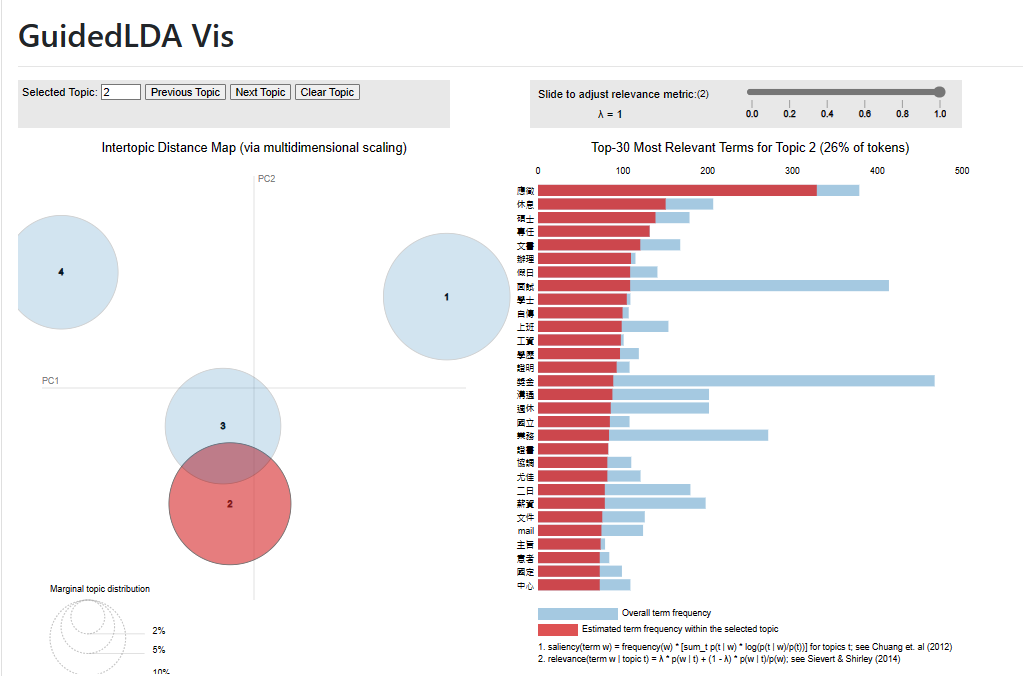 GuidedLDA Vis
Selected Topic: 2 Previous Topic Next Topic Clear Topic
Slide to adjust relevance metric:(2)
λ = 1
0.0 0.2 0.4 0.6 0.8 1.0
Intertopic Distance Map (via multidimensional scaling)
PC2
PC1
4
1
3
2
Marginal topic distribution
2%
5%
10%
Top-30 Most Relevant Terms for Topic 2 (26% of tokens)
0 100 200 300 400 500
應徵
休息
碩士
專任
文書
辦理
假日
面試
學士
自傳
上班
工資
學歷
證明
獎金
溝通
週休
國立
業務
證書
協調
尤佳
二日
薪資
文件
mail
主旨
意者
國定
中心
Overall term frequency
Estimated term frequency within the selected topic
1. saliency(term w) = frequency(w) * [sum_t p(t | w) * log(p(t | w)/p(t))] for topics t; see Chuang et. al (2012)
2. relevance(term w | topic t) = λ * p(w | t) + (1 - λ) * p(w | t)/p(w); see Sievert & Shirley (2014)